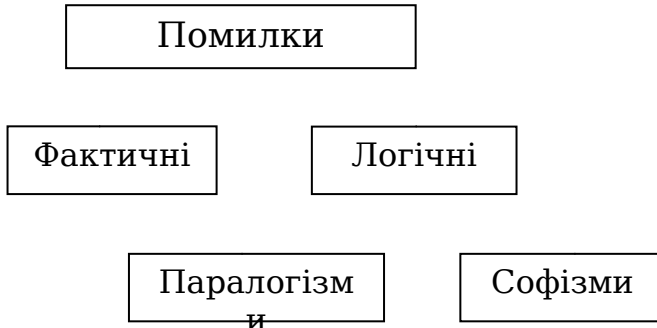 Помилки
Фактичні
Логічні
Паралогізм
и
Софізми